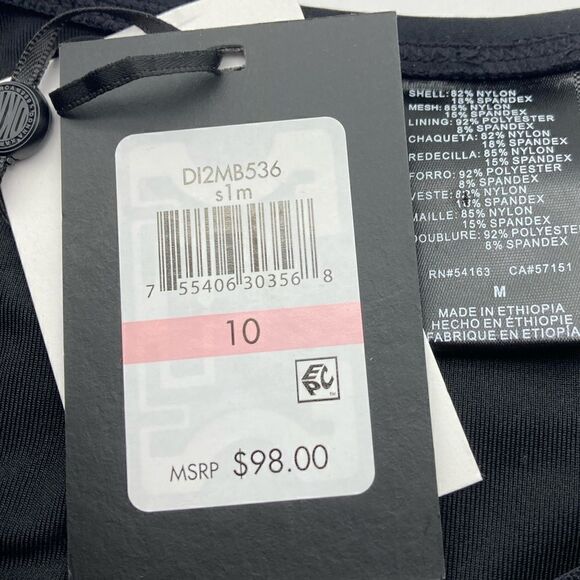 DI2MB536
s1m
7 55406 30356 8
10
EPC
™
MSRP $98.00
SHELL: 82% NYLON
18% SPANDEX
MESH: 85% NYLON
15% SPANDEX
LINING: 92% POLYESTER
8% SPANDEX
CHAQUETA: 82% NYLON
18% SPANDEX
REDECILLA: 85% NYLON
15% SPANDEX
FORRO: 92% POLYESTER
8% SPANDEX
VESTE: 82% NYLON
18% SPANDEX
MAILLE: 85% NYLON
15% SPANDEX
DOUBLURE: 92% POLYESTER
8% SPANDEX
RN#54163 CA#57151
M
MADE IN ETHIOPIA
HECHO EN ETHIOPIE
FABRIQUE EN ETIOPÍA